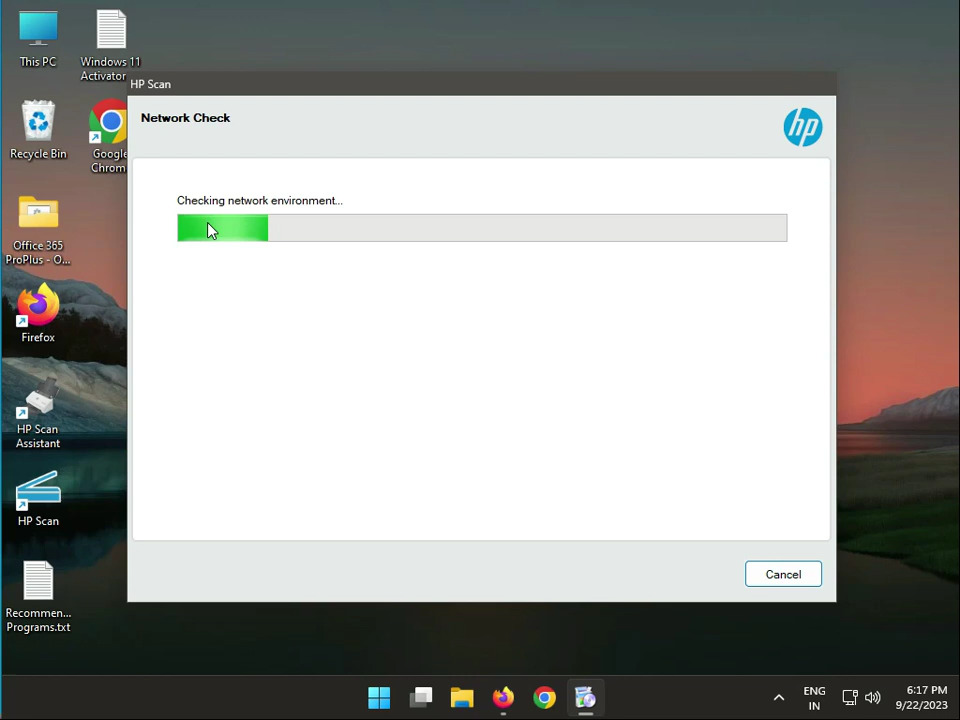 This PC
Windows 11
Activator
Recycle Bin
Google
Chrom
Office 365
ProPlus - O...
Firefox
HP Scan
Assistant
HP Scan
Recommen...
Programs.txt
HP Scan
Network Check
hp
Checking network environment...
Cancel
ENG
IN
6:17 PM
9/22/2023